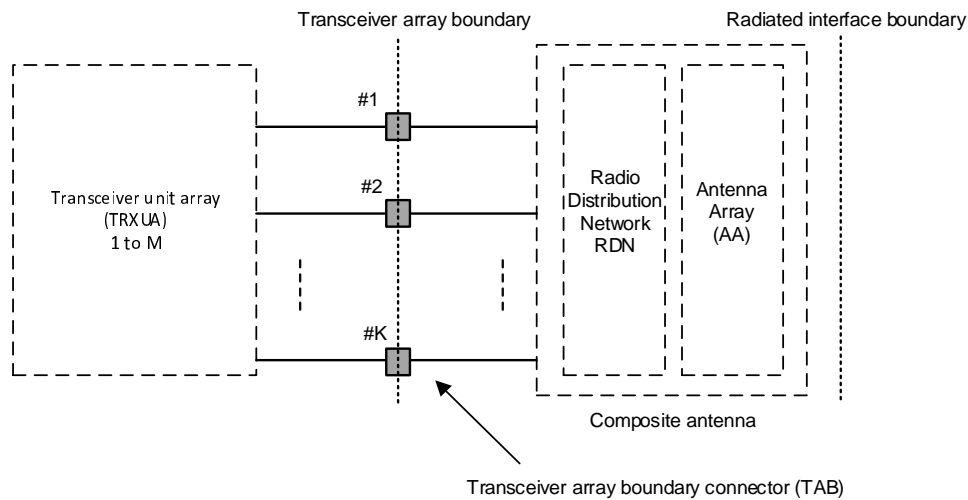 Transceiver array boundary
Radiated interface boundary
#1
#2
#K
Transceiver unit array
(TRXUA)
1 to M
Radio
Distribution
Network
RDN
Antenna
Array
(AA)
Composite antenna
Transceiver array boundary connector (TAB)